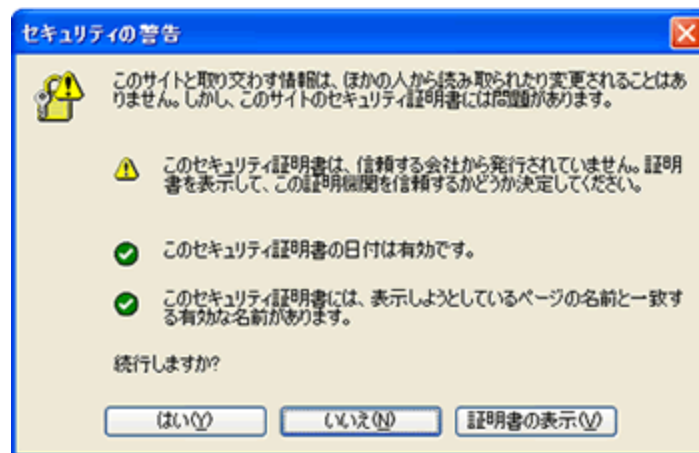 セキュリティの警告
このサイトと取り交わす情報は、ほかの人から読み取られたり変更されることはあ
りません。しかし、このサイトのセキュリティ証明書には問題があります。
このセキュリティ証明書は、信頼する会社から発行されていません。証明
書を表示して、この証明機関を信頼するかどうか決定してください。
このセキュリティ証明書の日付は有効です。
このセキュリティ証明書には、表示しようとしているページの名前と一致す
る有効な名前があります。
続行しますか?
はい(Y) いいえ(N) 証明書の表示(V)